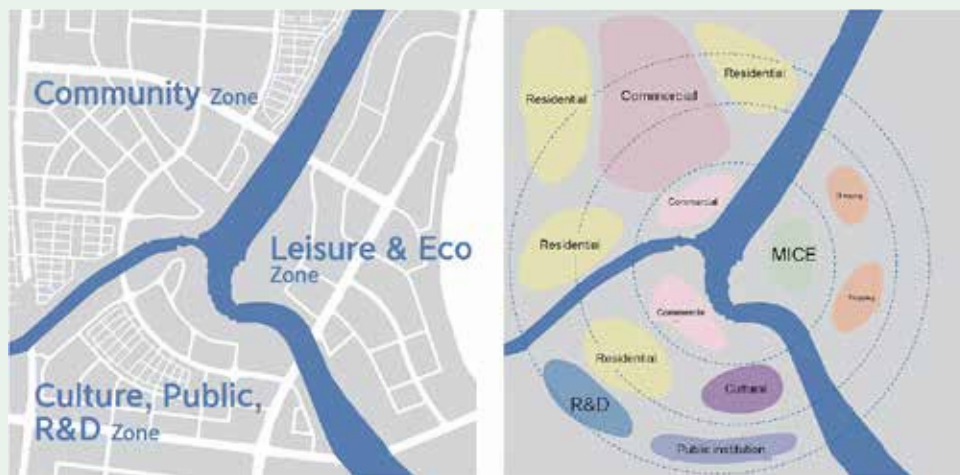 Community Zone
Leisure & Eco
Zone
Culture, Public,
R&D Zone
Residential
Commercial
Residential
Commercial
Residential
MICE
Commercial
Residential
R&D
Cultural
Public institution